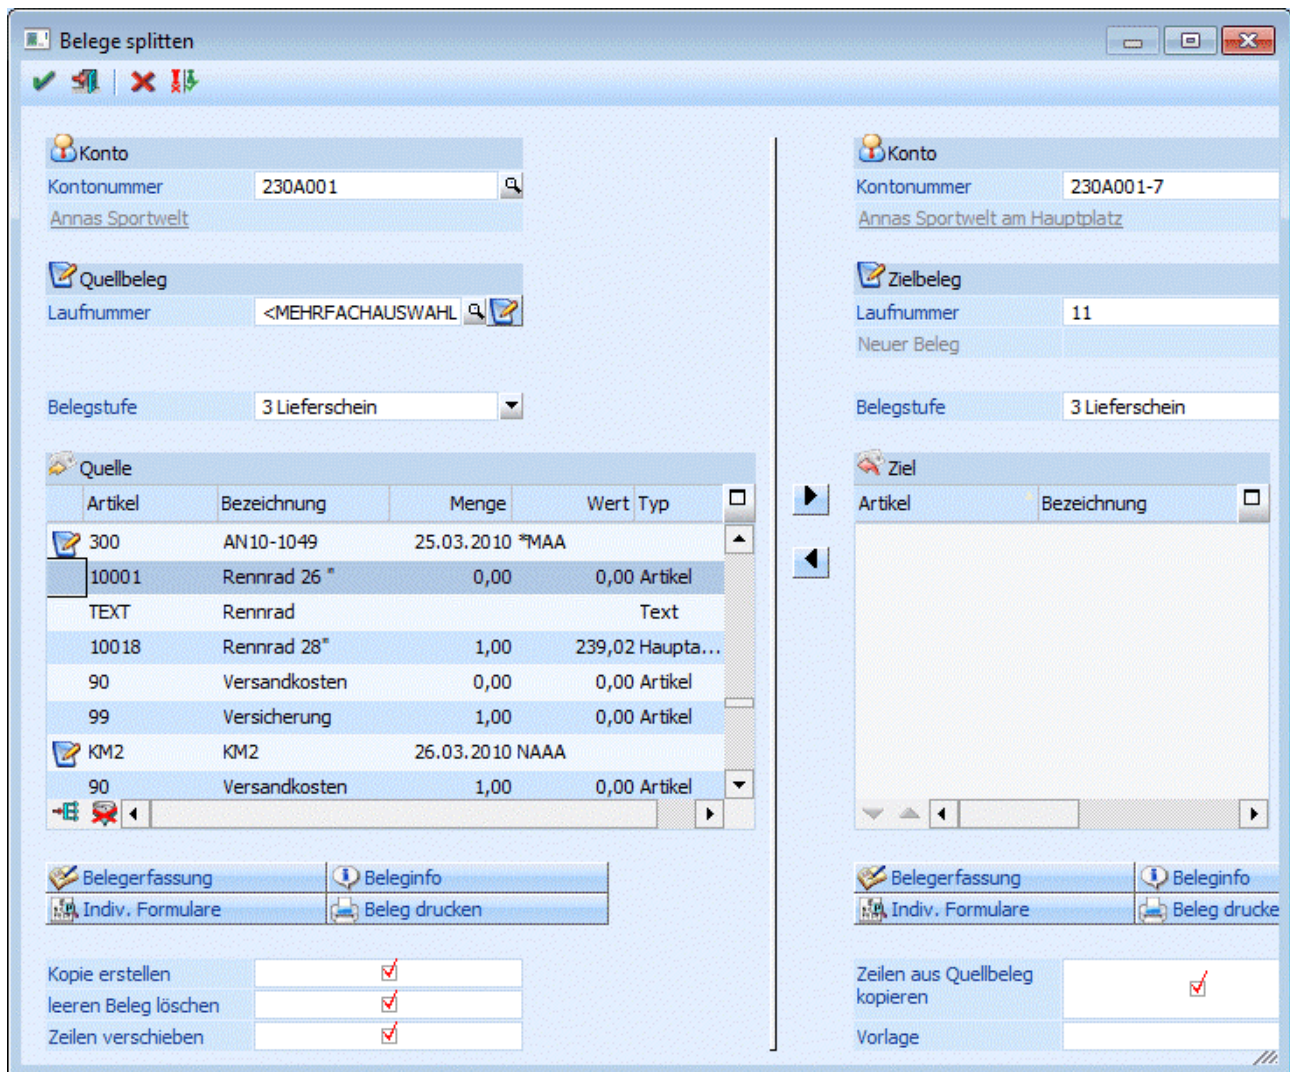 Belege splitten
Konto
Kontonummer 230A001
Annas Sportwelt
Quellbeleg
Laufnummer <MEHRFACHAUSWAHL
Belegstufe 3 Lieferschein
Quelle
Artikel Bezeichnung Menge Wert Typ
300 AN10-1049 25.03.2010 *MAA
10001 Rennrad 26 " 0,00 0,00 Artikel
TEXT Rennrad Text
10018 Rennrad 28" 1,00 239,02 Haupta...
90 Versandkosten 0,00 0,00 Artikel
99 Versicherung 1,00 0,00 Artikel
KM2 KM2 26.03.2010 NAAA
90 Versandkosten 1,00 0,00 Artikel
Belegerfassung Beleginfo
Indiv. Formulare Beleg drucken
Kopie erstellen
leeren Beleg löschen
Zeilen verschieben
Konto
Kontonummer 230A001-7
Annas Sportwelt am Hauptplatz
Zielbeleg
Laufnummer 11
Neuer Beleg
Belegstufe 3 Lieferschein
Ziel
Artikel Bezeichnung
Belegerfassung Beleginfo
Indiv. Formulare Beleg drucke
Zeilen aus Quellbeleg
kopieren
Vorlage